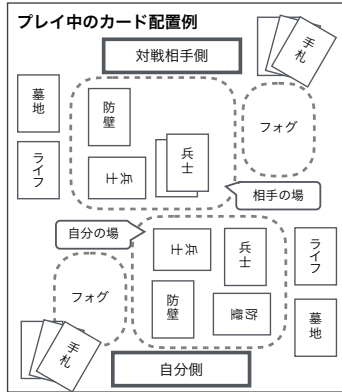 プレイ中のカード配置例
対戦相手側
手札
墓地
防壁
フォグ
ライフ
兵士
兵士
相手の場
自分の場
兵士
兵士
ライフ
フォグ
防壁
防壁
墓地
手札
自分側